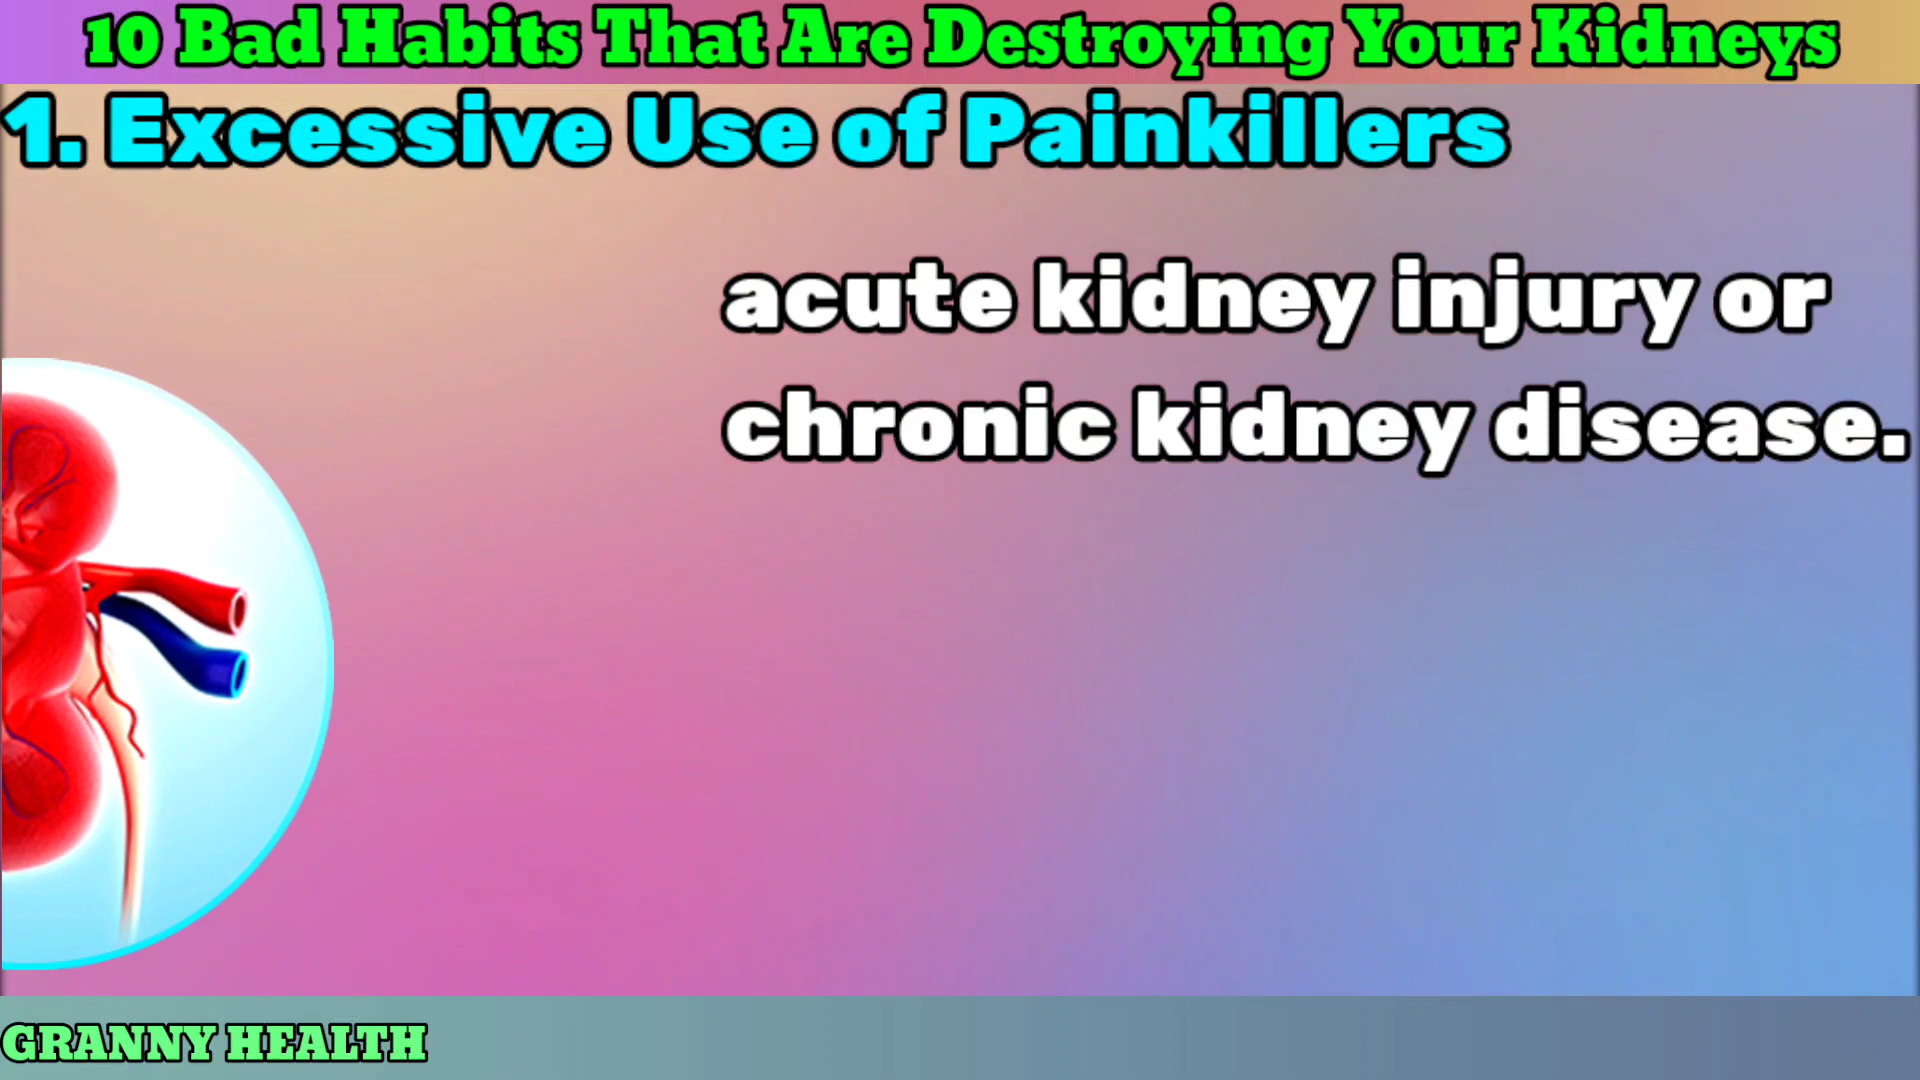 10 Bad Habits That Are Destroying Your Kidneys
1. Excessive Use of Painkillers
acute kidney injury or
chronic kidney disease.
GRANNY HEALTH